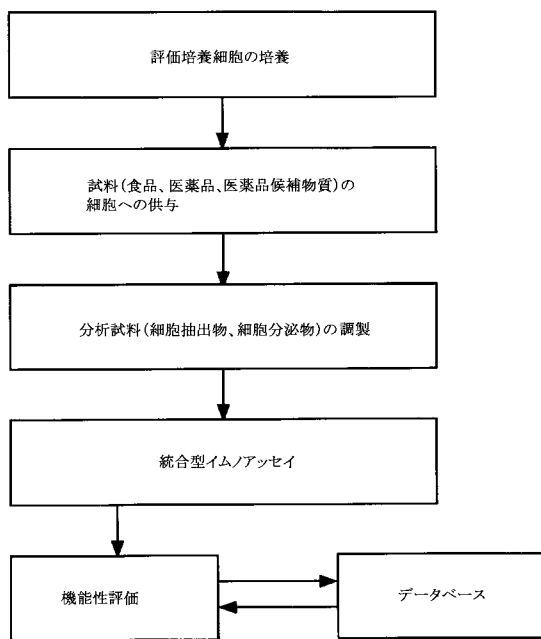 評価培養細胞の培養
試料(食品、医薬品、医薬品候補物質)の
細胞への供与
分析試料(細胞抽出物、細胞分泌物)の調製
統合型イムノアッセイ
機能性評価
データベース